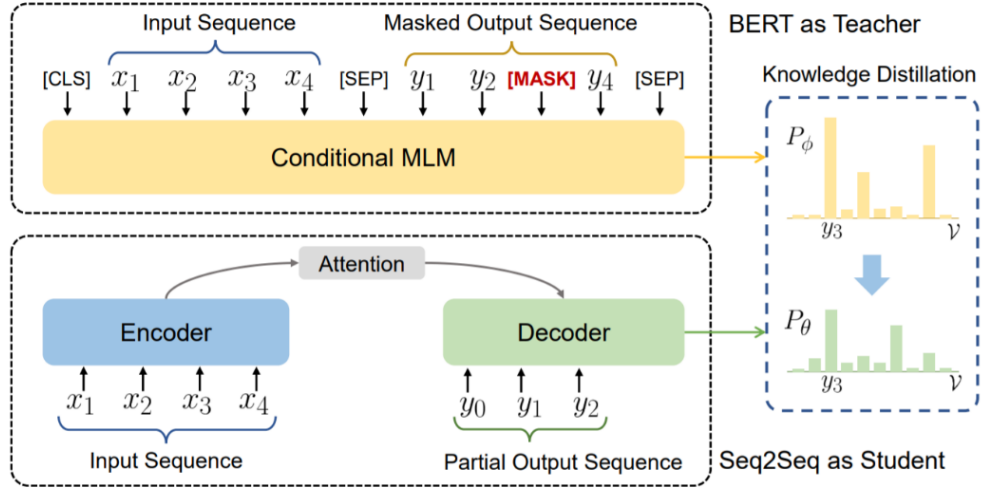 Input Sequence
Masked Output Sequence
BERT as Teacher
[CLS] x1 x2 x3 x4 [SEP] y1 y2 [MASK] y4 [SEP]
Conditional MLM
Knowledge Distillation
Pϕ
y3 𝒱
Attention
Encoder
Decoder
Pθ
y3 𝒱
x1 x2 x3 x4
y0 y1 y2
Input Sequence
Partial Output Sequence
Seq2Seq as Student